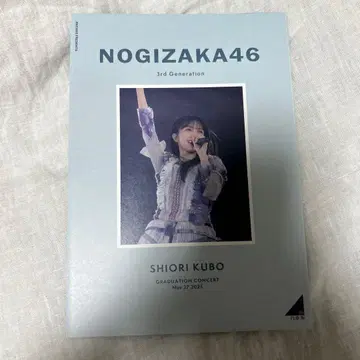 NOGIZAKA46
3rd Generation
SHIORI KUBO
GRADUATION CONCERT